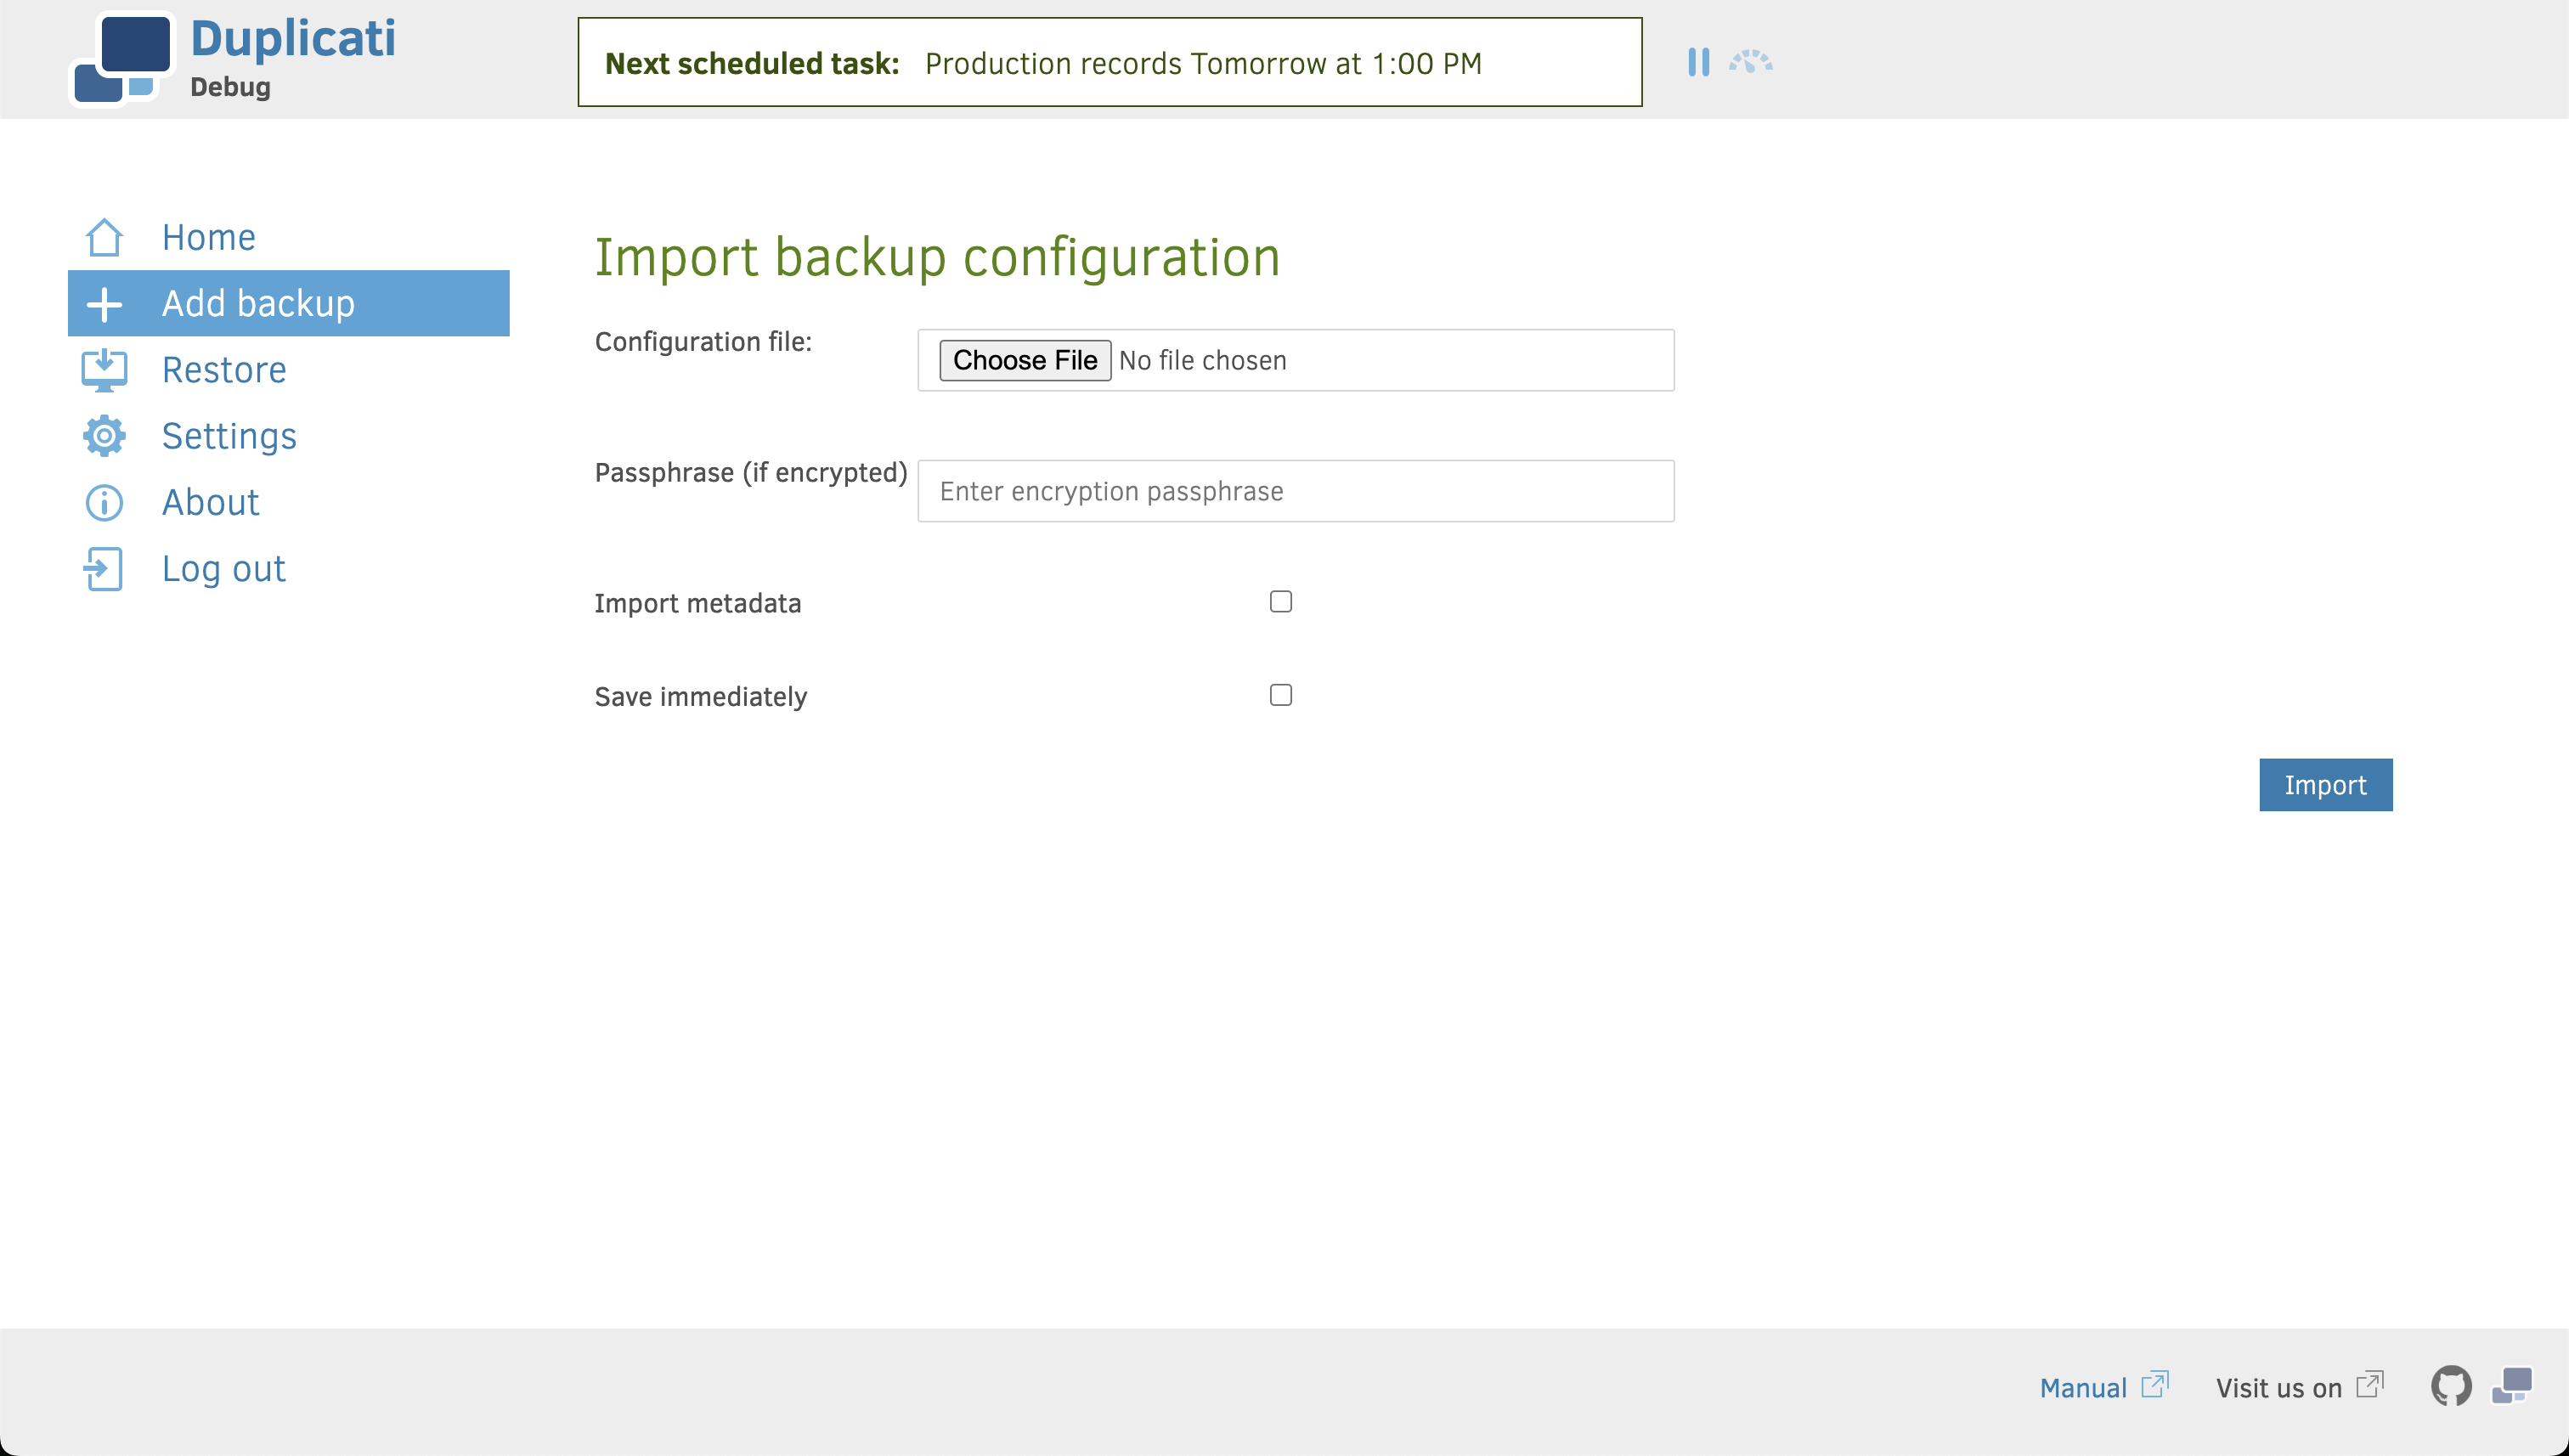 Duplicati
Debug
Next scheduled task: Production records Tomorrow at 1:00 PM
Home
Add backup
Restore
Settings
About
Log out
Import backup configuration
Configuration file: Choose File No file chosen
Passphrase (if encrypted) Enter encryption passphrase
Import metadata
Save immediately
Import
Manual Visit us on